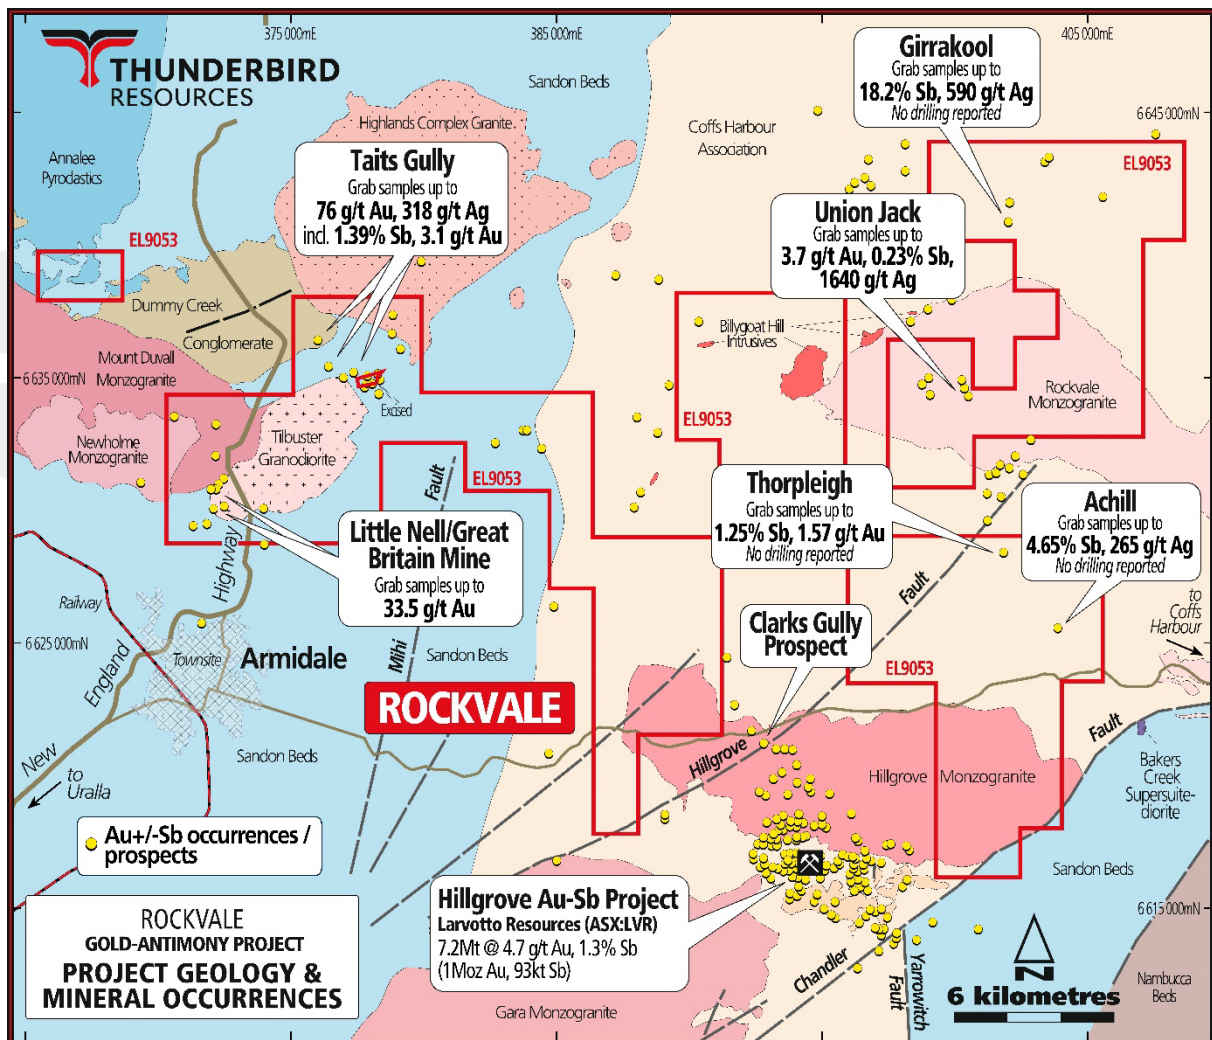 375 000mE
385 000mE
405 000mE
THUNDERBIRD
RESOURCES
Sandon Beds
Girrakool
Grab samples up to
18.2% Sb, 590 g/t Ag
No drilling reported
6 645 000mN
Highlands Complex Granite
Coffs Harbour
Association
Annalee
Pyroclastics
Taits Gully
Grab samples up to
76 g/t Au, 318 g/t Ag
incl. 1.39% Sb, 3.1 g/t Au
EL9053
Union Jack
Grab samples up to
3.7 g/t Au, 0.23% Sb,
1640 g/t Ag
EL9053
Dummy Creek
Conglomerate
Billygoat Hill
Intrusives
Mount Duvall
Monzogranite
6 635 000mN
Excised
Rockvale
Monzogranite
EL9053
Newholme
Monzogranite
Tilbuster
Granodiorite
EL9053
Fault
Thorpleigh
Grab samples up to
1.25% Sb, 1.57 g/t Au
No drilling reported
Achill
Grab samples up to
4.65% Sb, 265 g/t Ag
No drilling reported
Little Nell/Great
Britain Mine
Grab samples up to
33.5 g/t Au
Highway
Fault
Railway
to
Coffs
Harbour
Clarks Gully
Prospect
6 625 000mN
Townsite
Armidale
Mihi
Sandon Beds
EL9053
England
ROCKVALE
New
Sandon Beds
Hillgrove
Hillgrove Monzogranite
Fault
Bakers
Creek
Supersuite-
diorite
to
Uralla
Au+/-Sb occurrences /
prospects
Sandon Beds
Hillgrove Au-Sb Project
Larvotto Resources (ASX:LVR)
7.2Mt @ 4.7 g/t Au, 1.3% Sb
(1Moz Au, 93kt Sb)
6 615 000mN
ROCKVALE
GOLD-ANTIMONY PROJECT
PROJECT GEOLOGY &
MINERAL OCCURRENCES
Chandler
Fault
Yarrowitch
N
6 kilometres
Nambucca
Beds
Gara Monzogranite